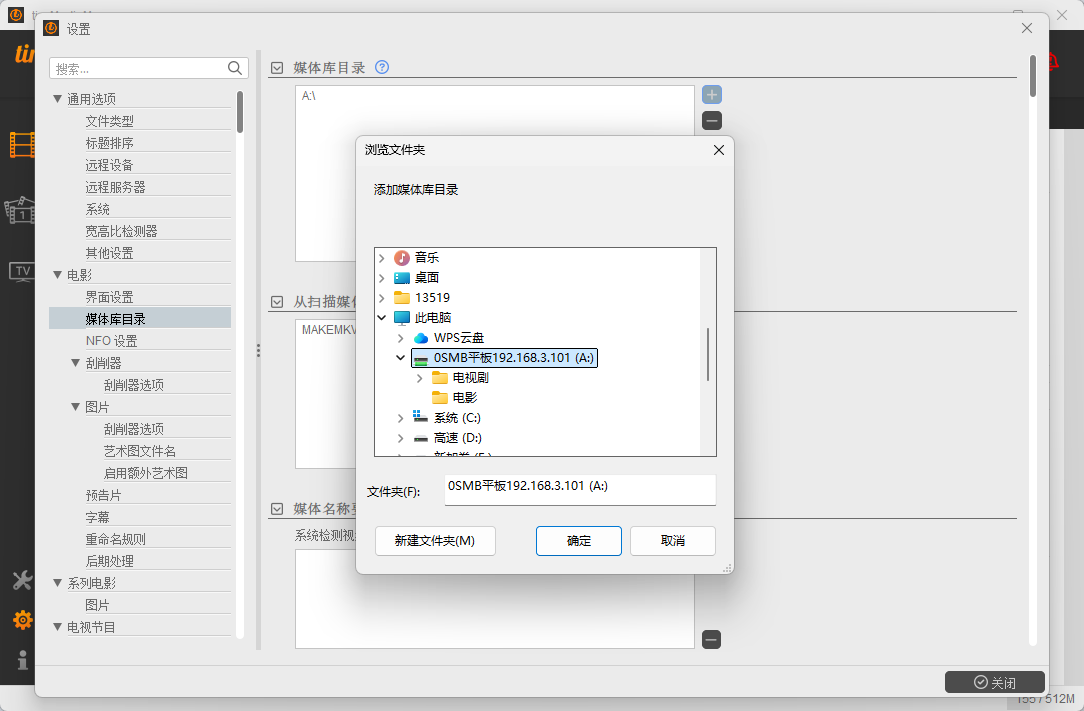 设置
搜索...
通用选项
文件类型
标题排序
远程设备
远程服务器
系统
宽高比检测器
其他设置
电影
界面设置
媒体库目录
NFO 设置
刮削器
刮削器选项
图片
刮削器选项
艺术图文件名
启用额外艺术图
预告片
字幕
重命名规则
后期处理
系列电影
图片
电视节目
媒体库目录
A:\
从扫描媒体
MAKEMKV
媒体名称
系统检测视
浏览文件夹
添加媒体库目录
音乐
桌面
13519
此电脑
WPS云盘
0SMB平板192.168.3.101 (A:)
电视剧
电影
系统 (C:)
高速 (D:)
文件夹(F):
0SMB平板192.168.3.101 (A:)
新建文件夹(M)
确定
取消
关闭
155 / 512M
TV
1